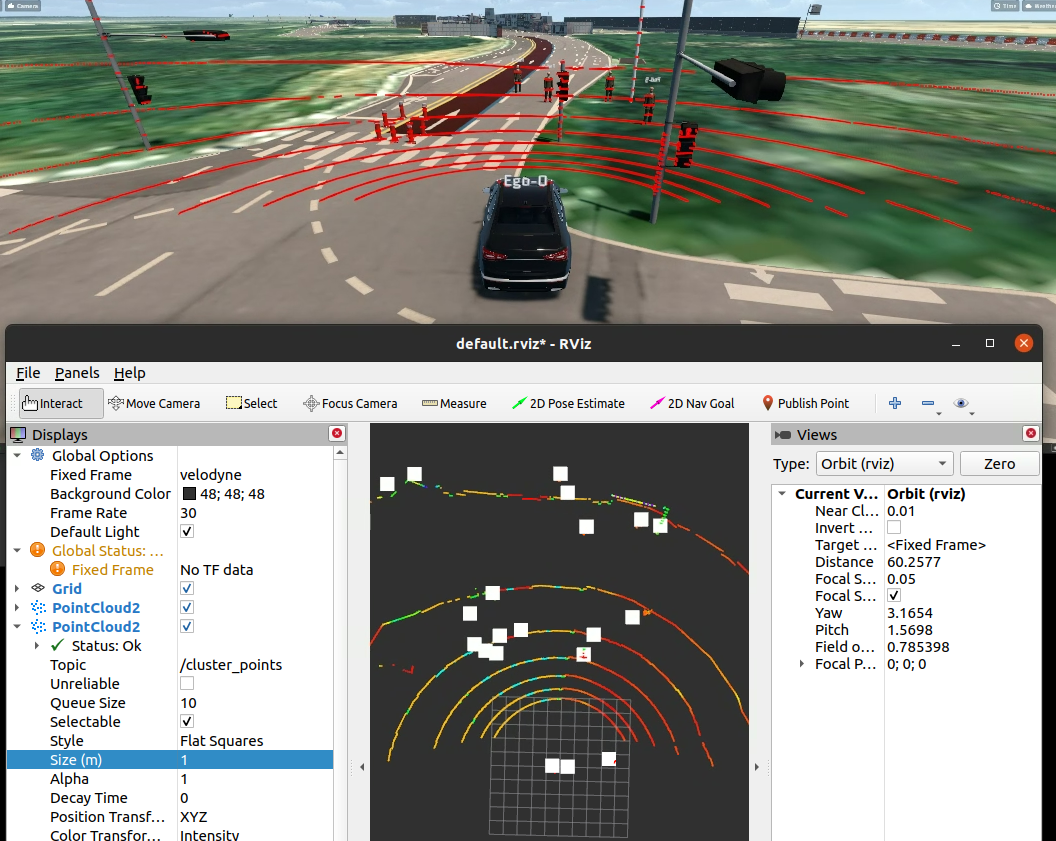 Camera
Time
Weather
Ego-0
default.rviz* - RViz
File Panels Help
Interact Move Camera Select Focus Camera Measure 2D Pose Estimate 2D Nav Goal Publish Point
Displays
Global Options
Fixed Frame velodyne
Background Color 48; 48; 48
Frame Rate 30
Default Light ✓
Global Status: ...
Fixed Frame No TF data
Grid ✓
PointCloud2 ✓
PointCloud2 ✓
✓ Status: Ok
Topic /cluster_points
Unreliable
Queue Size 10
Selectable ✓
Style Flat Squares
Size (m) 1
Alpha 1
Decay Time 0
Position Transf... XYZ
Color Transfor... Intensity
Views
Type: Orbit (rviz) Zero
Current V... Orbit (rviz)
Near Cl... 0.01
Invert ...
Target ... <Fixed Frame>
Distance 60.2577
Focal S... 0.05
Focal S... ✓
Yaw 3.1654
Pitch 1.5698
Field o... 0.785398
Focal P... 0; 0; 0